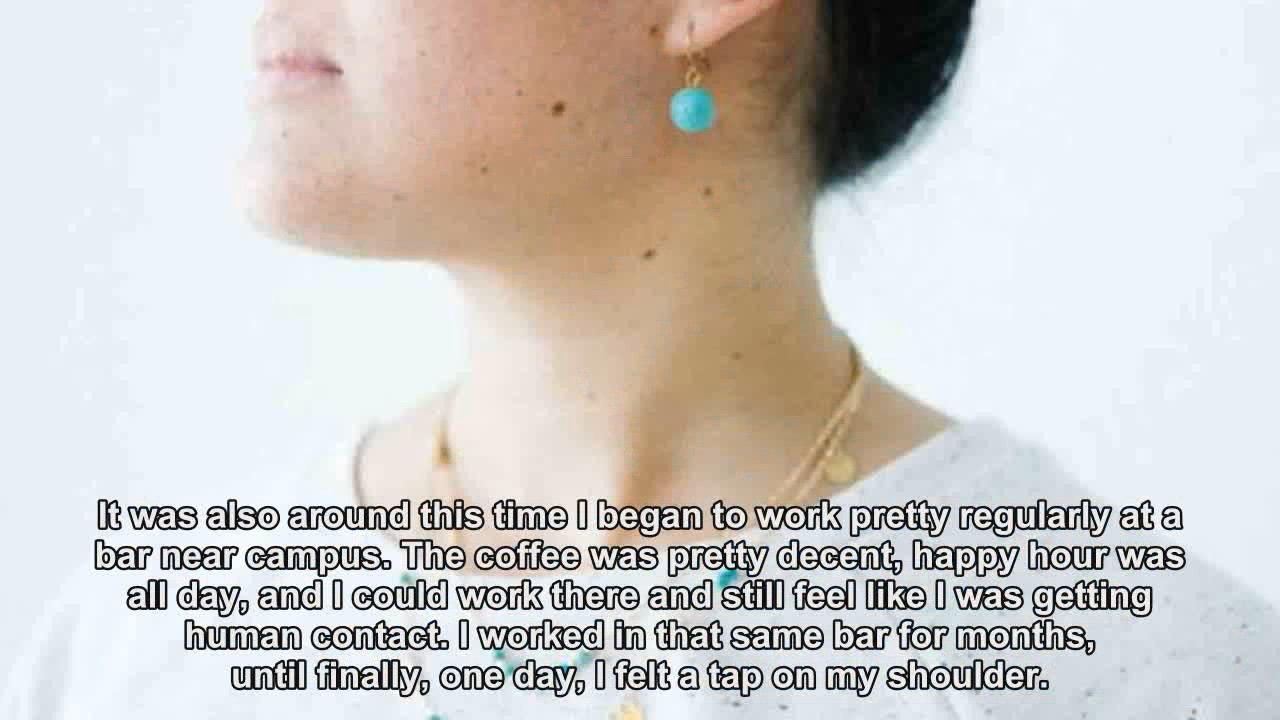 It was also around this time I began to work pretty regularly at a
bar near campus. The coffee was pretty decent, happy hour was
all day, and I could work there and still feel like I was getting
human contact. I worked in that same bar for months,
until finally, one day, I felt a tap on my shoulder.